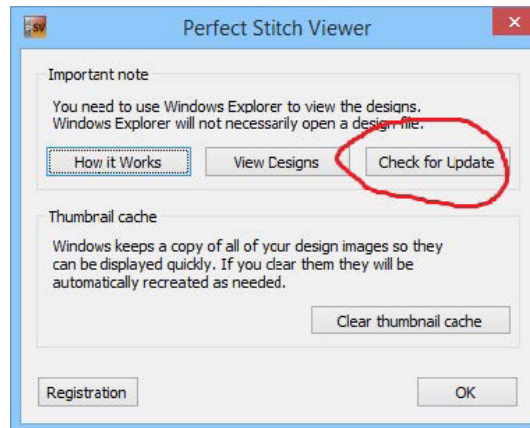 SV Perfect Stitch Viewer x
Important note
You need to use Windows Explorer to view the designs.
Windows Explorer will not necessarily open a design file.
How it Works View Designs Check for Update
Thumbnail cache
Windows keeps a copy of all of your design images so they
can be displayed quickly. If you clear them they will be
automatically recreated as needed.
Clear thumbnail cache
Registration OK